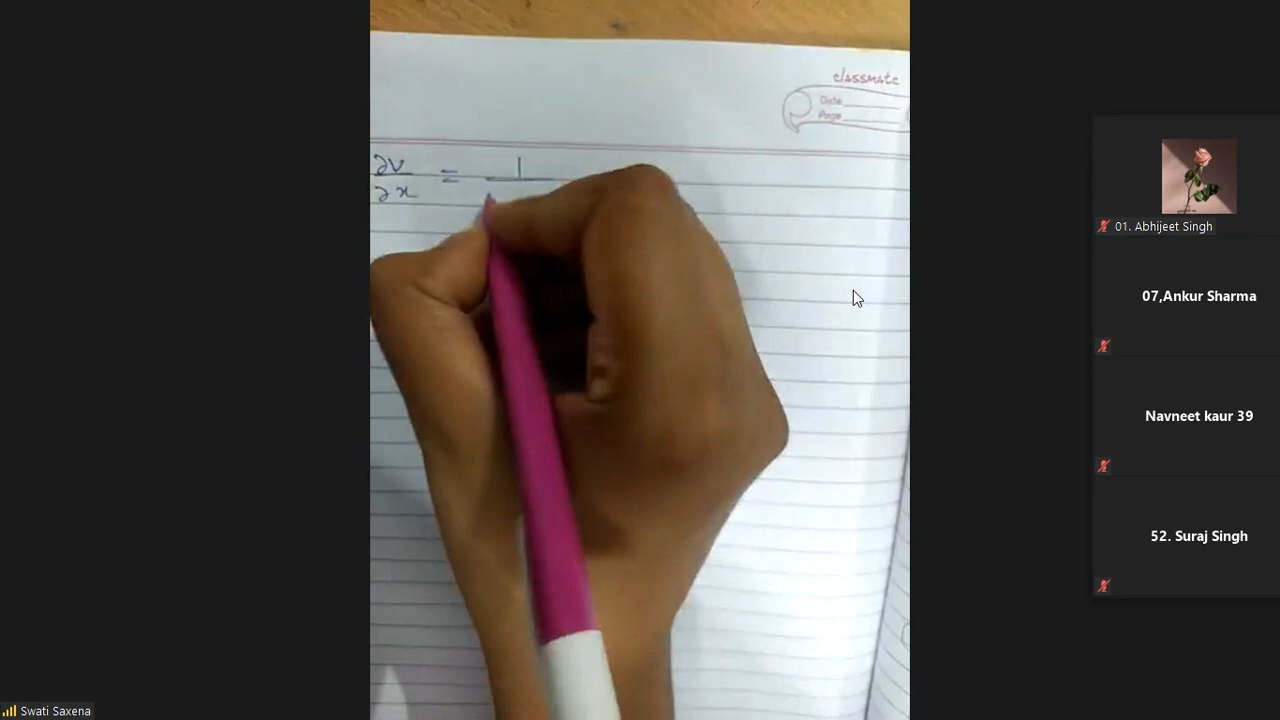 classmate
Date
Page
∂v/∂x = 1
01. Abhijeet Singh
07,Ankur Sharma
Navneet kaur 39
52. Suraj Singh
Swati Saxena